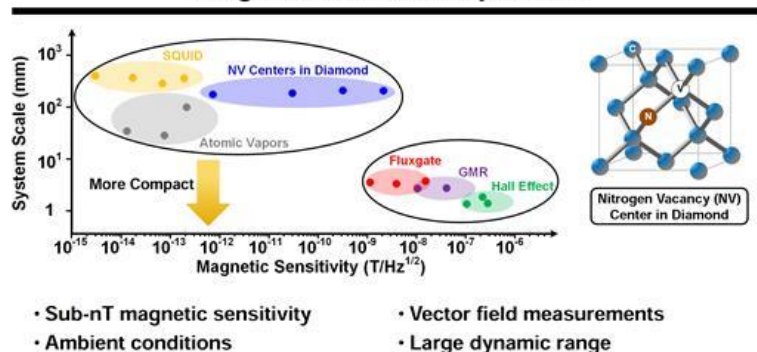 10³
SQUID
NV Centers in Diamond
10²
Atomic Vapors
System Scale (mm)
10¹
More Compact
Fluxgate
GMR
Hall Effect
1
10⁻¹⁵ 10⁻¹⁴ 10⁻¹³ 10⁻¹² 10⁻¹¹ 10⁻¹⁰ 10⁻⁹ 10⁻⁸ 10⁻⁷ 10⁻⁶
Magnetic Sensitivity (T/Hz¹/²)
C
V
N
Nitrogen Vacancy (NV)
Center in Diamond
• Sub-nT magnetic sensitivity
• Ambient conditions
• Vector field measurements
• Large dynamic range